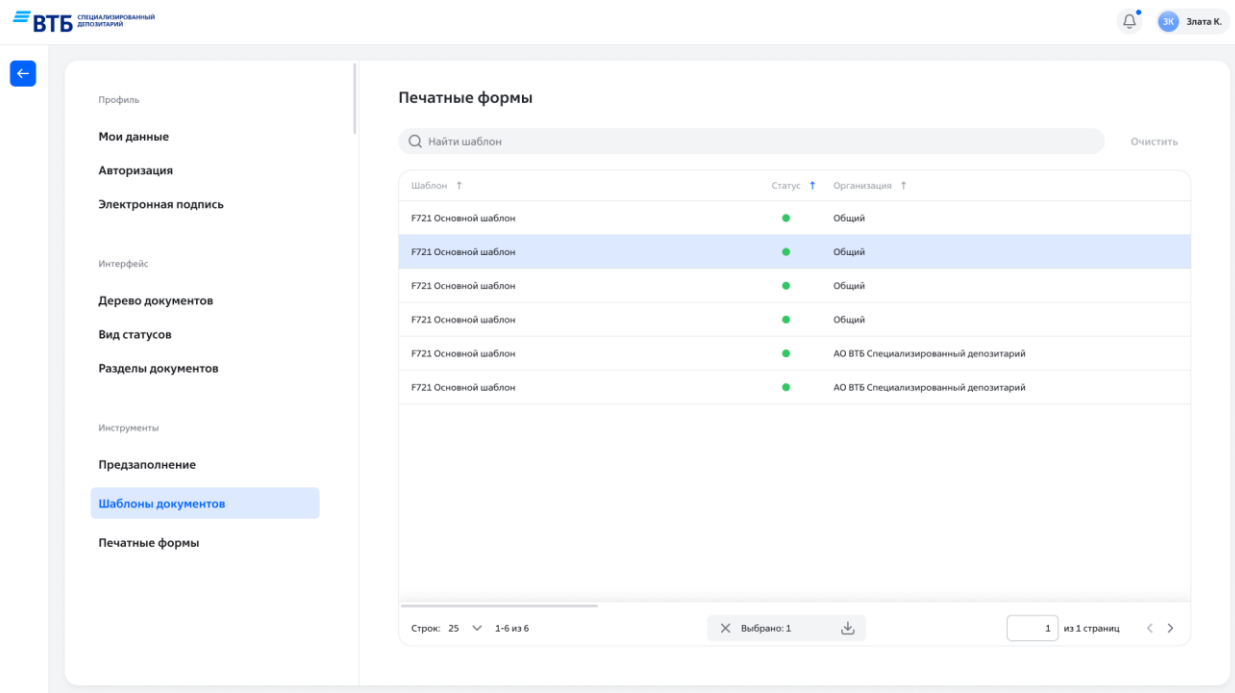 ВТБ СПЕЦИАЛИЗИРОВАННЫЙ ДЕПОЗИТАРИЙ
ЗК Злата К.
Профиль
Мои данные
Авторизация
Электронная подпись
Интерфейс
Дерево документов
Вид статусов
Разделы документов
Инструменты
Предзаполнение
Шаблоны документов
Печатные формы
Печатные формы
Найти шаблон Очистить
Шаблон ↑ Статус ↑ Организация ↑
F721 Основной шаблон Общий
F721 Основной шаблон Общий
F721 Основной шаблон Общий
F721 Основной шаблон Общий
F721 Основной шаблон АО ВТБ Специализированный депозитарий
F721 Основной шаблон АО ВТБ Специализированный депозитарий
Строк: 25 1-6 из 6 Выбрано: 1 1 из 1 страниц